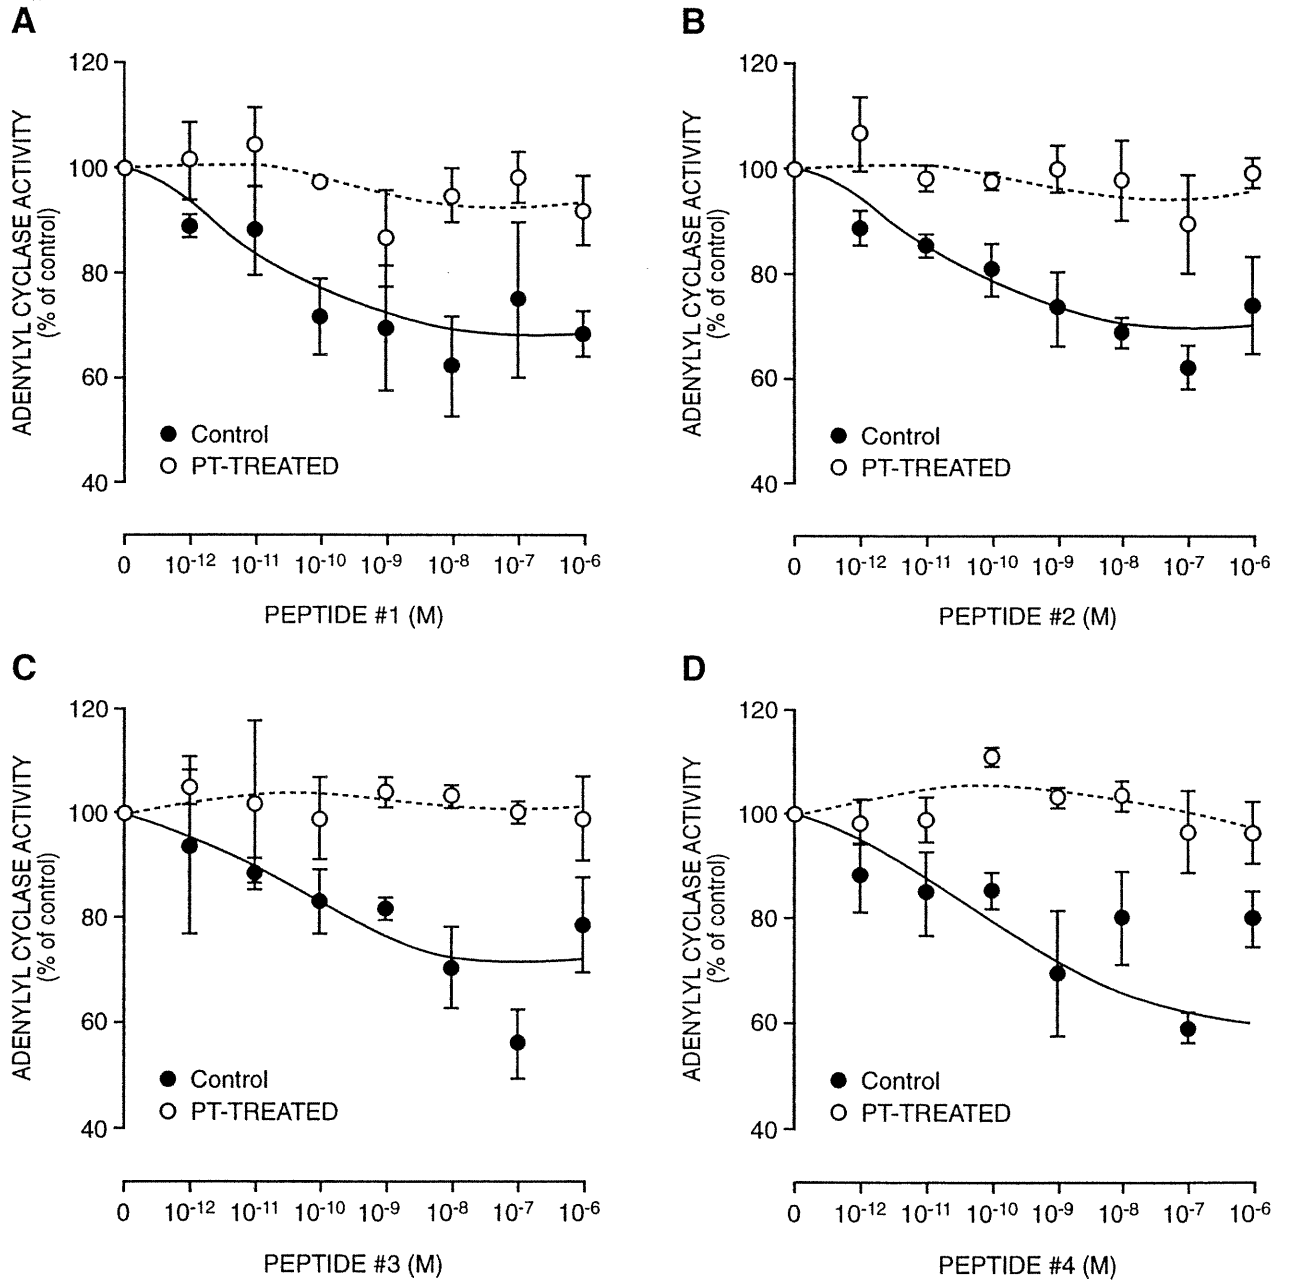 A
ADENYLYL CYCLASE ACTIVITY
(% of control)
120
100
80
60
40
Control
PT-TREATED
0 10-12 10-11 10-10 10-9 10-8 10-7 10-6
PEPTIDE #1 (M)
B
ADENYLYL CYCLASE ACTIVITY
(% of control)
120
100
80
60
40
Control
PT-TREATED
0 10-12 10-11 10-10 10-9 10-8 10-7 10-6
PEPTIDE #2 (M)
C
ADENYLYL CYCLASE ACTIVITY
(% of control)
120
100
80
60
40
Control
PT-TREATED
0 10-12 10-11 10-10 10-9 10-8 10-7 10-6
PEPTIDE #3 (M)
D
ADENYLYL CYCLASE ACTIVITY
(% of control)
120
100
80
60
40
Control
PT-TREATED
0 10-12 10-11 10-10 10-9 10-8 10-7 10-6
PEPTIDE #4 (M)